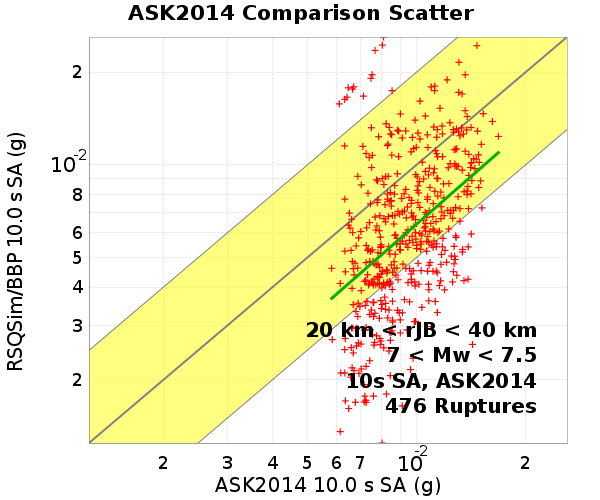 ASK2014 Comparison Scatter
RSQSim/BBP 10.0 s SA (g)
2
10-2
8
6
5
4
3
2
20 km < rJB < 40 km
7 < Mw < 7.5
10s SA, ASK2014
476 Ruptures
2 3 4 5 6 7 10-2 2
ASK2014 10.0 s SA (g)